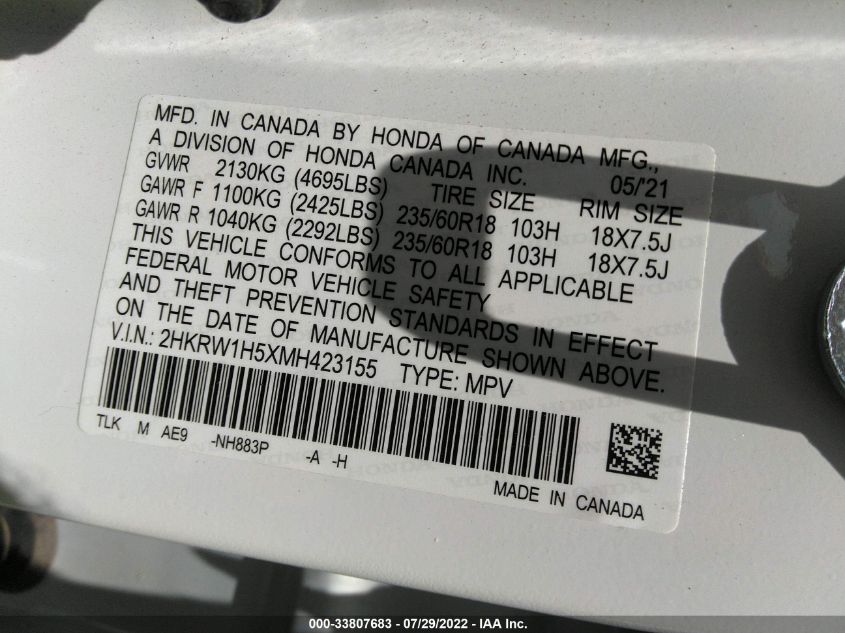 MFD. IN CANADA BY HONDA OF CANADA MFG.,
A DIVISION OF HONDA CANADA INC. 05/'21
GVWR 2130KG (4695LBS) TIRE SIZE RIM SIZE
GAWR F 1100KG (2425LBS) 235/60R18 103H 18X7.5J
GAWR R 1040KG (2292LBS) 235/60R18 103H 18X7.5J
THIS VEHICLE CONFORMS TO ALL APPLICABLE
FEDERAL MOTOR VEHICLE SAFETY
AND THEFT PREVENTION STANDARDS IN EFFECT
ON THE DATE OF MANUFACTURE SHOWN ABOVE.
V.I.N.: 2HKRW1H5XMH423155 TYPE: MPV
TLK M AE9 -NH883P -A -H
MADE IN CANADA
000-33807683 / 07/29/2022 - IAA Inc.